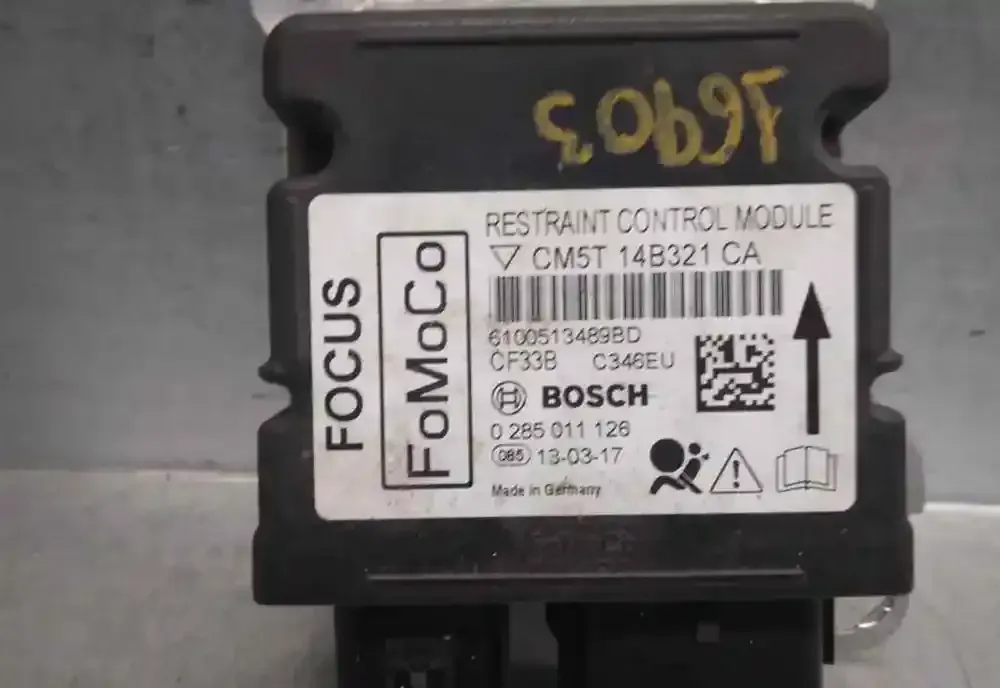 16903
RESTRAINT CONTROL MODULE
CM5T 14B321 CA
6100513489BD
CF33B C346EU
BOSCH
0 285 011 126
085 13-03-17
Made in Germany
FOCUS
FoMoCo